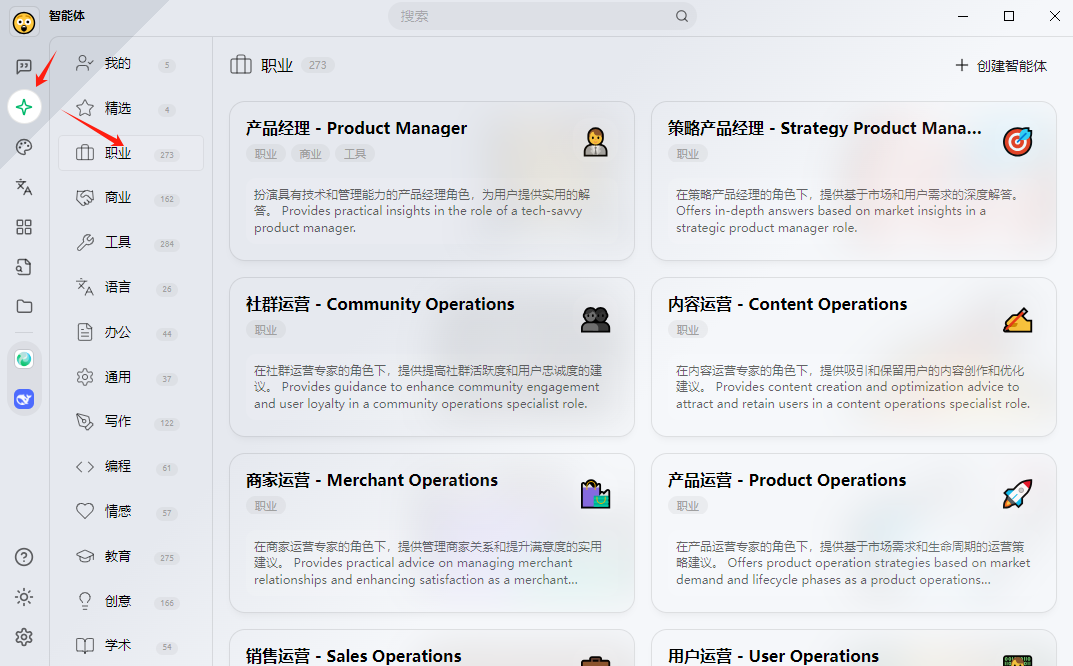 智能体
搜索
我的 5
精选 4
职业 273
商业 162
工具 284
语言 26
办公 44
通用 37
写作 122
编程 61
情感 57
教育 275
创意 166
学术 54
职业 273
创建智能体
产品经理 - Product Manager
职业 商业 工具
扮演具有技术和管理能力的产品经理角色，为用户提供实用的解
答。 Provides practical insights in the role of a tech-savvy
product manager.
策略产品经理 - Strategy Product Mana...
职业
在策略产品经理的角色下，提供基于市场和用户需求的深度解答。
Offers in-depth answers based on market insights in a
strategic product manager role.
社群运营 - Community Operations
职业
在社群运营专家的角色下，提供提高社群活跃度和用户忠诚度的建
议。 Provides guidance to enhance community engagement
and user loyalty in a community operations specialist role.
内容运营 - Content Operations
职业
在内容运营专家的角色下，提供吸引和保留用户的内容创作和优化
建议。 Provides content creation and optimization advice to
attract and retain users in a content operations specialist role.
商家运营 - Merchant Operations
职业
在商家运营专家的角色下，提供管理商家关系和提升满意度的实用
建议。 Provides practical advice on managing merchant
relationships and enhancing satisfaction as a merchant...
产品运营 - Product Operations
职业
在产品运营专家的角色下，提供基于市场需求和生命周期的运营策
略建议。 Offers product operation strategies based on market
demand and lifecycle phases as a product operations...
销售运营 - Sales Operations
用户运营 - User Operations